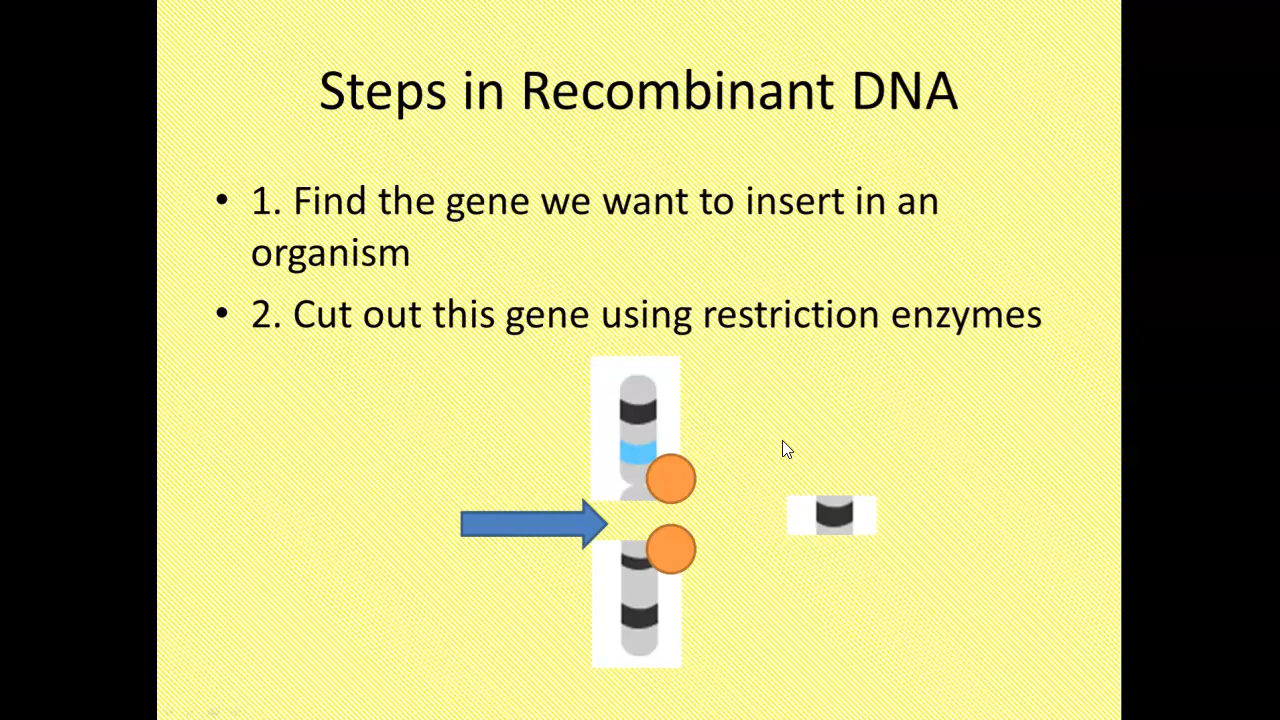 Steps in Recombinant DNA
• 1. Find the gene we want to insert in an
organism
• 2. Cut out this gene using restriction enzymes